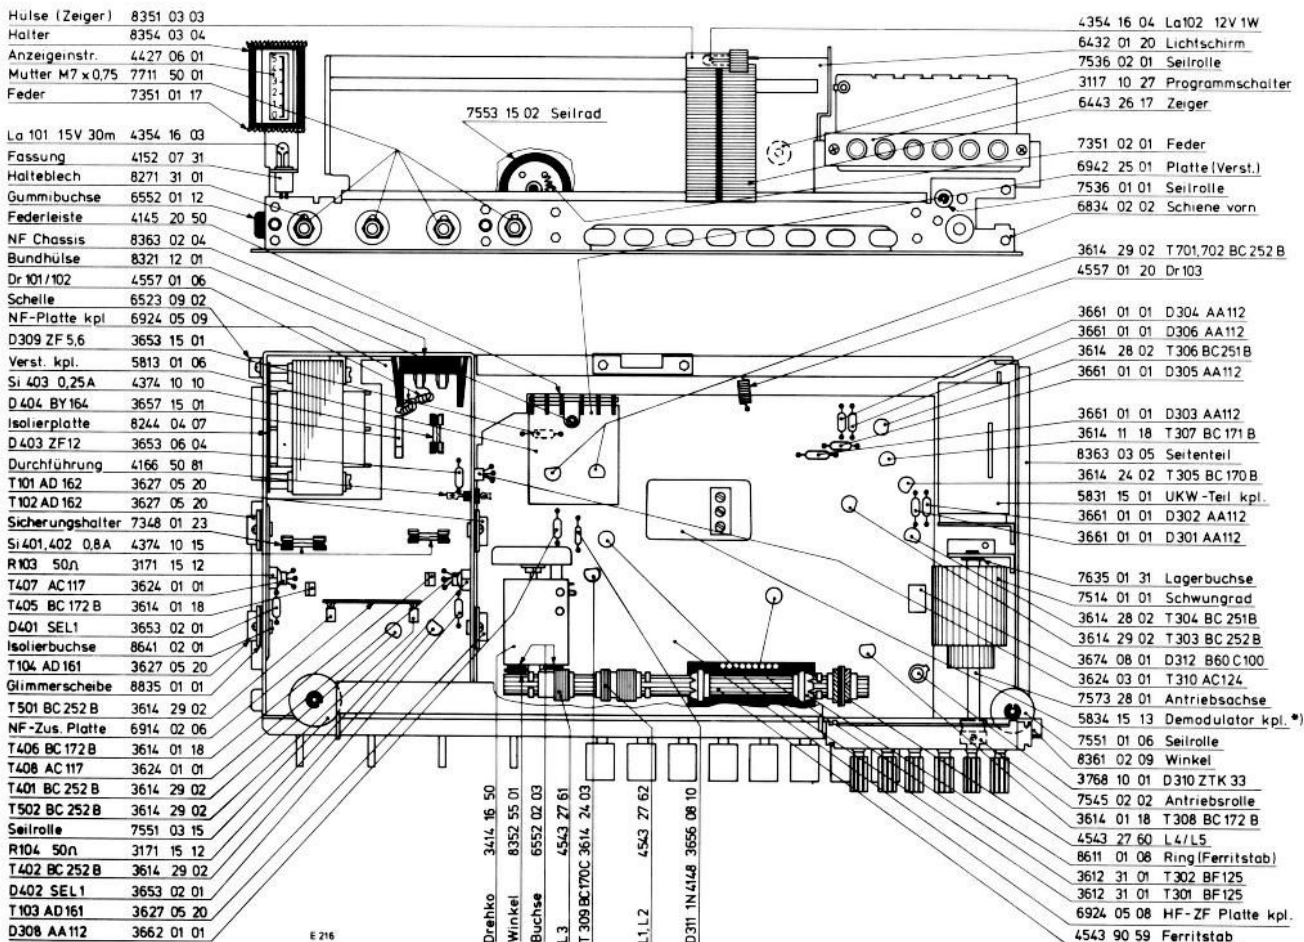 Hülse (Zeiger) 8351 03 03
Halter 8354 03 04
Anzeigeinstr. 4427 06 01
Mutter M7 x 0,75 7711 50 01
Feder 7351 01 17
La 101 15V 30m 4354 16 03
Fassung 4152 07 31
Halteblech 8271 31 01
Gummibuchse 6552 01 12
Federleiste 4145 20 50
NF Chassis 8363 02 04
Bundhülse 8321 12 01
Dr 101/102 4557 01 06
Schelle 6523 09 02
NF-Platte kpl 6924 05 09
D309 ZF 5,6 3653 15 01
Verst. kpl. 5813 01 06
Si 403 0,25A 4374 10 10
D404 BY164 3657 15 01
Isolierplatte 8244 04 07
D403 ZF12 3653 06 04
Durchführung 4166 50 81
T101 AD 162 3627 05 20
T102 AD 162 3627 05 20
Sicherungshalter 7348 01 23
Si 401,402 0,8A 4374 10 15
R103 50Ω 3171 15 12
T407 AC117 3624 01 01
T405 BC 172 B 3614 01 18
D401 SEL1 3653 02 01
Isolierbuchse 8641 02 01
T104 AD161 3627 05 20
Glimmerscheibe 8835 01 01
T501 BC 252 B 3614 29 02
NF-Zus. Platte 6914 02 06
T406 BC 172 B 3614 01 18
T408 AC 117 3624 01 01
T401 BC 252 B 3614 29 02
T502 BC 252 B 3614 29 02
Seilrolle 7551 03 15
R104 50Ω 3171 15 12
T402 BC 252 B 3614 29 02
D402 SEL1 3653 02 01
T103 AD161 3627 05 20
D308 AA112 3662 01 01
5
4
3
2
1
0
7553 15 02 Seilrad
E 216
Drehko 3414 16 50
Winkel 8352 55 01
Buchse 6552 02 03
L3 4543 27 61
T309 BC170C 3614 24 03
L1, L2 4543 27 62
D311 1N4148 3656 08 10
4354 16 04 La102 12V 1W
6432 01 20 Lichtschirm
7536 02 01 Seilrolle
3117 10 27 Programmschalter
6443 26 17 Zeiger
7351 02 01 Feder
6942 25 01 Platte (Verst.)
7536 01 01 Seilrolle
6834 02 02 Schiene vorn
3614 29 02 T701,702 BC 252 B
4557 01 20 Dr 103
3661 01 01 D304 AA112
3661 01 01 D306 AA112
3614 28 02 T306 BC251B
3661 01 01 D305 AA112
3661 01 01 D303 AA112
3614 11 18 T307 BC 171 B
8363 03 05 Seitenteil
3614 24 02 T305 BC 170 B
5831 15 01 UKW-Teil kpl.
3661 01 01 D302 AA112
3661 01 01 D301 AA112
7635 01 31 Lagerbuchse
7514 01 01 Schwungrad
3614 28 02 T304 BC 251B
3614 29 02 T303 BC 252 B
3674 08 01 D312 B60 C100
3624 03 01 T310 AC124
7573 28 01 Antriebsachse
5834 15 13 Demodulator kpl. *)
7551 01 06 Seilrolle
8361 02 09 Winkel
3768 10 01 D310 ZTK 33
7545 02 02 Antriebsrolle
3614 01 18 T308 BC 172 B
4543 27 60 L4/L5
8611 01 08 Ring (Ferritstab)
3612 31 01 T302 BF125
3612 31 01 T301 BF125
6924 05 08 HF-ZF Platte kpl.
4543 90 59 Ferritstab